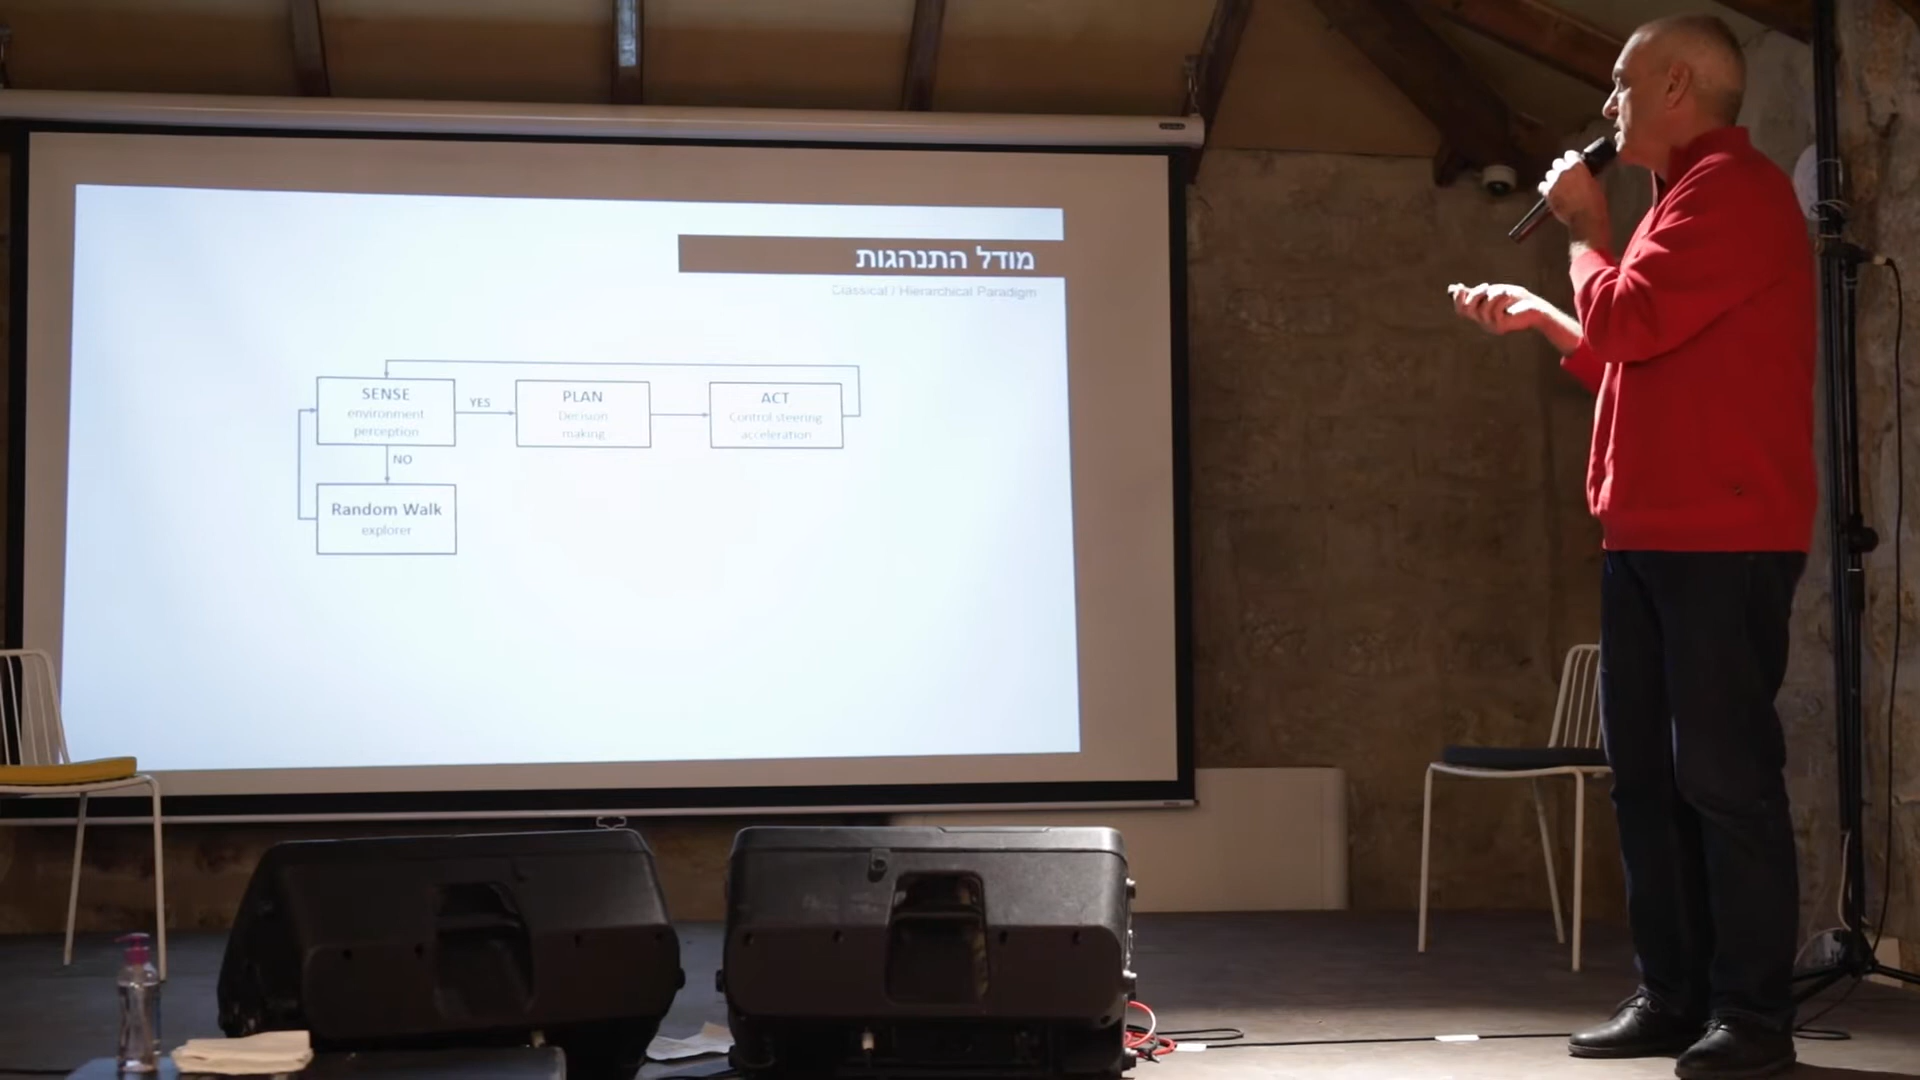 מודל התנהגות
Classical / Hierarchical Paradigm
SENSE
environment
perception
YES
PLAN
Decision
making
ACT
Control steering
acceleration
NO
Random Walk
explorer